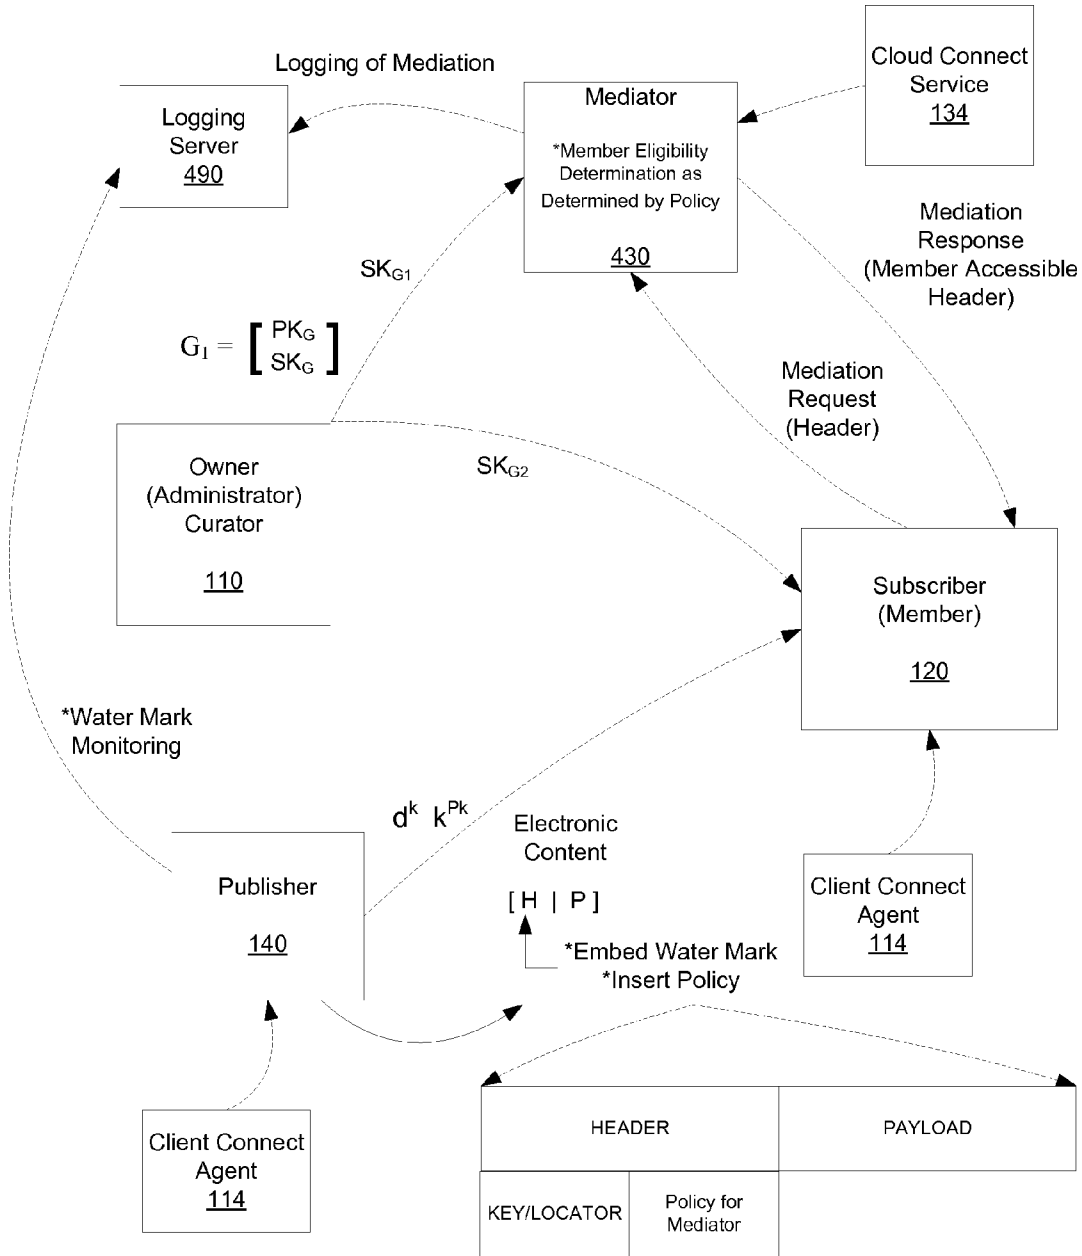 Cloud Connect
Service
134
Logging of Mediation
Mediator
*Member Eligibility
Determination as
Determined by Policy
430
Logging
Server
490
Mediation
Response
(Member Accessible
Header)
SKG1
G1 = [ PKG
SKG ]
Mediation
Request
(Header)
Owner
(Administrator)
Curator
110
SKG2
Subscriber
(Member)
120
*Water Mark
Monitoring
d^k k^Pk
Electronic
Content
[ H | P ]
*Embed Water Mark
*Insert Policy
Publisher
140
Client Connect
Agent
114
Client Connect
Agent
114
HEADER
PAYLOAD
KEY/LOCATOR
Policy for
Mediator